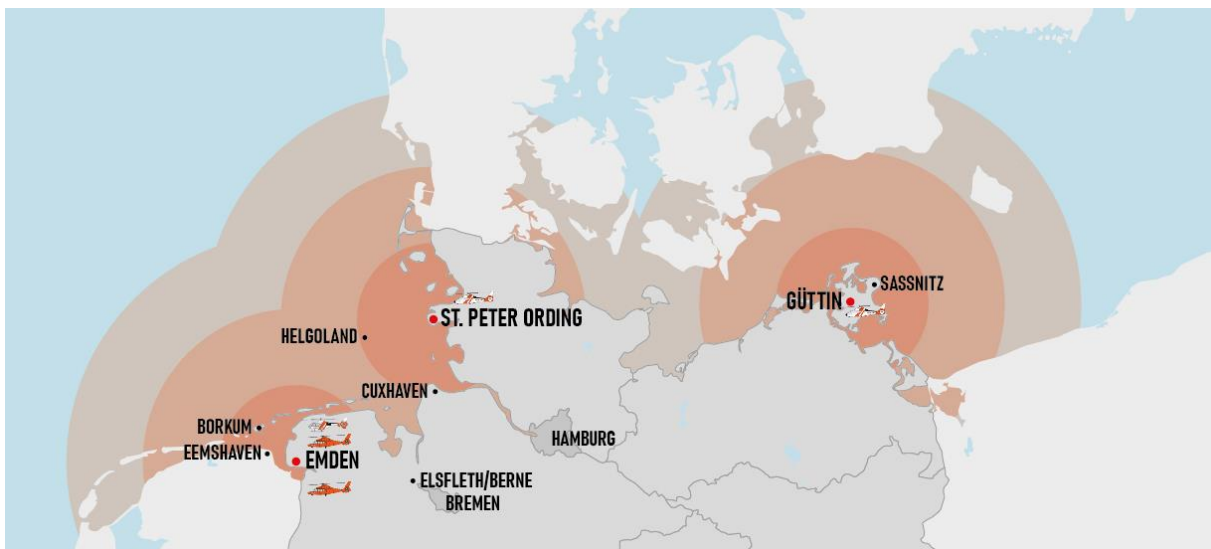 SASSNITZ
GÜTTIN
ST. PETER ORDING
HELGOLAND
CUXHAVEN
BORKUM
HAMBURG
EEMSHAVEN
EMDEN
ELSFLETH/BERNE
BREMEN